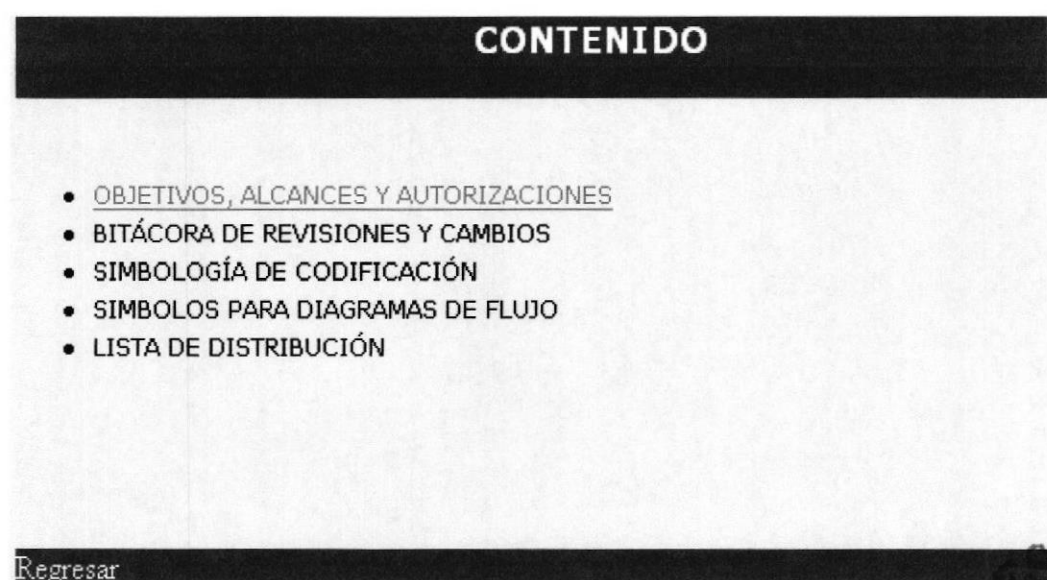 CONTENIDO
OBJETIVOS, ALCANCES Y AUTORIZACIONES
BITÁCORA DE REVISIONES Y CAMBIOS
SIMBOLOGÍA DE CODIFICACIÓN
SIMBOLOS PARA DIAGRAMAS DE FLUJO
LISTA DE DISTRIBUCIÓN
Regresar